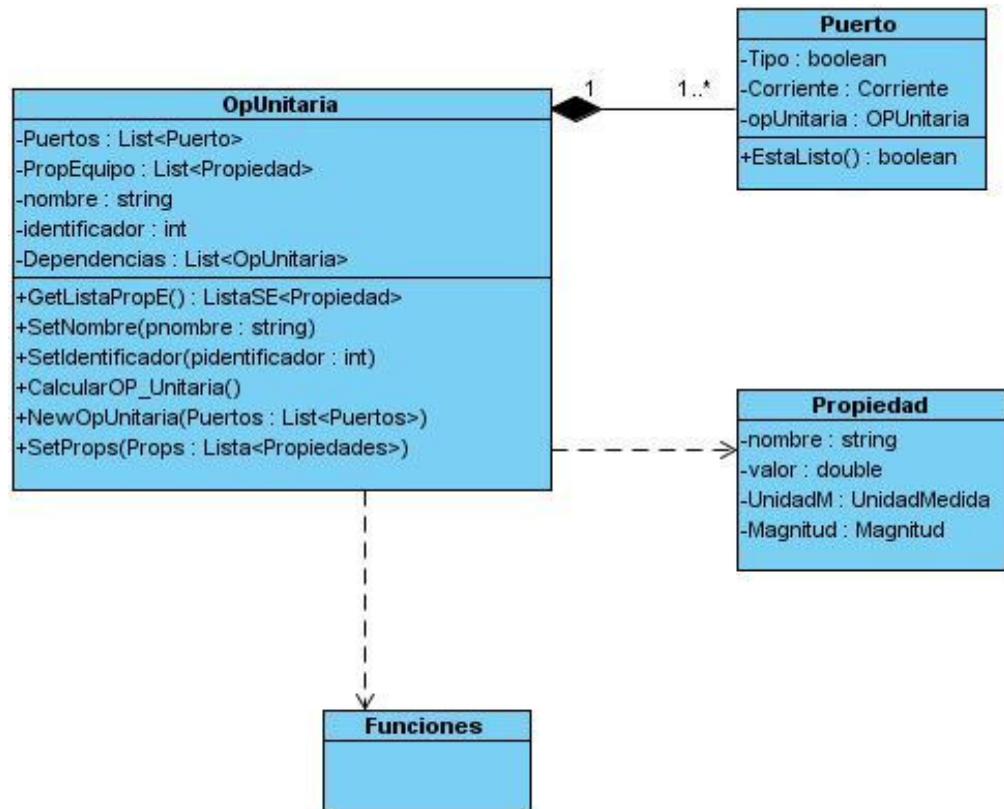 Puerto
-Tipo : boolean
-Corriente : Corriente
-opUnitaria : OPUnitaria
+EstaListo() : boolean
1
1..*
OpUnitaria
-Puertos : List<Puerto>
-PropEquipo : List<Propiedad>
-nombre : string
-identificador : int
-Dependencias : List<OpUnitaria>
+GetListaPropE() : ListaSE<Propiedad>
+SetNombre(pnombre : string)
+SetIdentificador(pidentificador : int)
+CalcularOP_Unitaria()
+NewOpUnitaria(Puertos : List<Puertos>)
+SetProps(Props : Lista<Propiedades>)
Propiedad
-nombre : string
-valor : double
-UnidadM : UnidadMedida
-Magnitud : Magnitud
Funciones